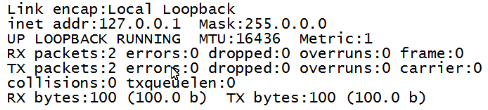 Link encap:Local Loopback
inet addr:127.0.0.1  Mask:255.0.0.0
UP LOOPBACK RUNNING  MTU:16436  Metric:1
RX packets:2 errors:0 dropped:0 overruns:0 frame:0
TX packets:2 errors:0 dropped:0 overruns:0 carrier:0
collisions:0 txqueuelen:0
RX bytes:100 (100.0 b)  TX bytes:100 (100.0 b)